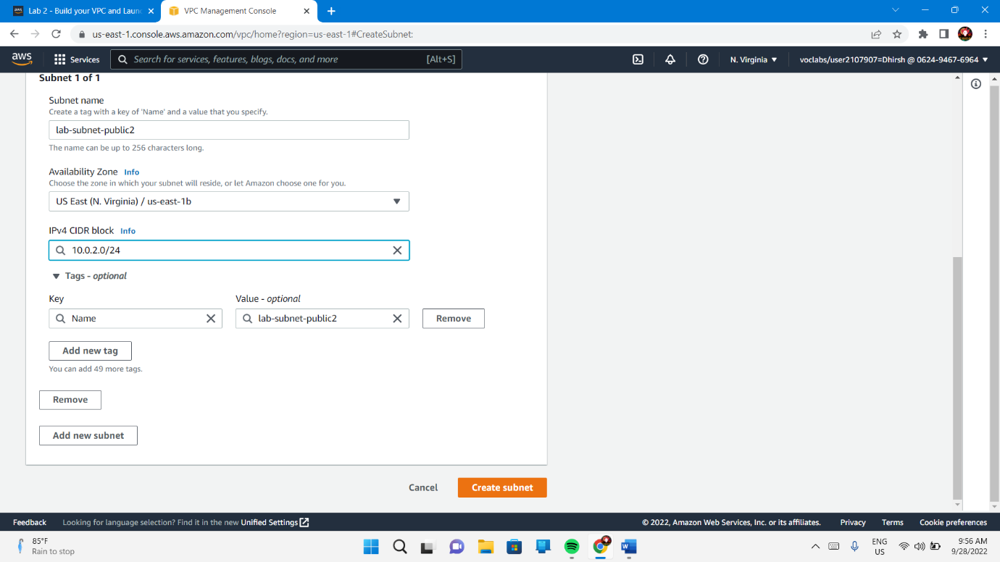 aws Lab 2 - Build your VPC and Laun
VPC Management Console
us-east-1.console.aws.amazon.com/vpc/home?region=us-east-1#CreateSubnet:
aws Services Search for services, features, blogs, docs, and more [Alt+S] N. Virginia voclabs/user2107907=Dhirsh @ 0624-9467-6964
Subnet 1 of 1
Subnet name
Create a tag with a key of 'Name' and a value that you specify.
lab-subnet-public2
The name can be up to 256 characters long.
Availability Zone Info
Choose the zone in which your subnet will reside, or let Amazon choose one for you.
US East (N. Virginia) / us-east-1b
IPv4 CIDR block Info
10.0.2.0/24
Tags - optional
Key Value - optional
Name lab-subnet-public2 Remove
Add new tag
You can add 49 more tags.
Remove
Add new subnet
Cancel Create subnet
Feedback Looking for language selection? Find it in the new Unified Settings © 2022, Amazon Web Services, Inc. or its affiliates. Privacy Terms Cookie preferences
85°F
Rain to stop
ENG
US
9:56 AM
9/28/2022